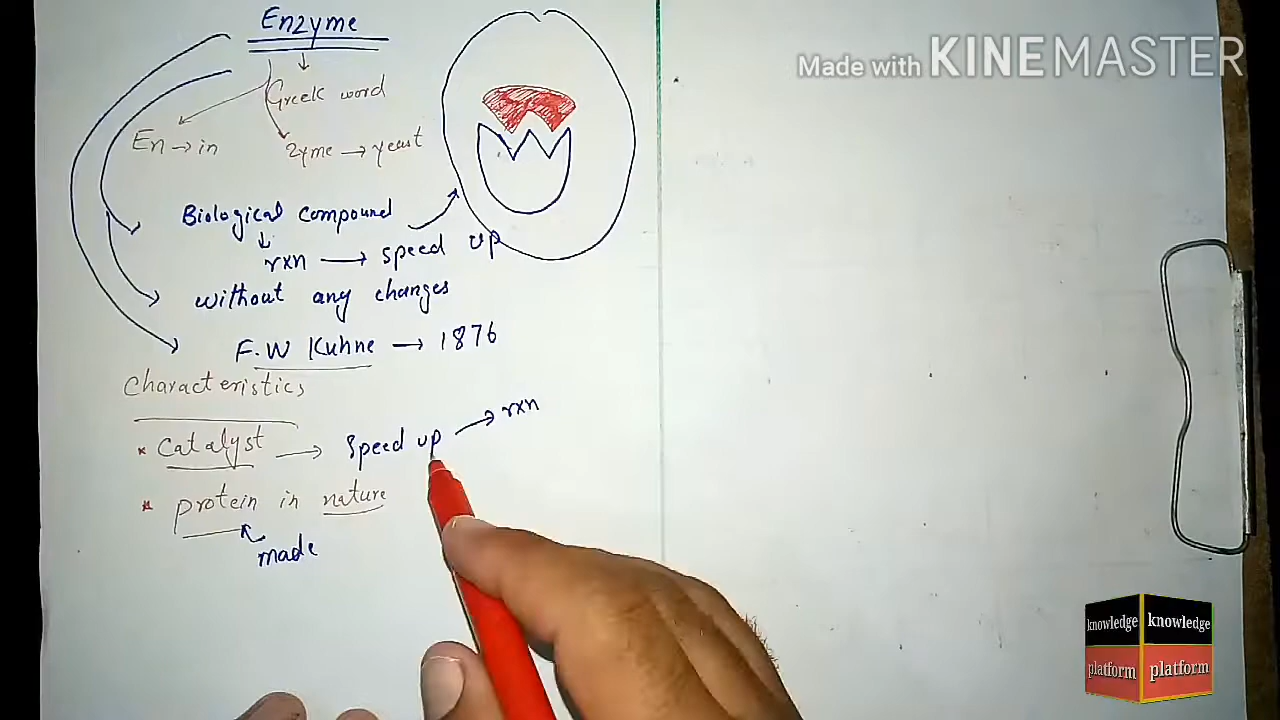 Enzyme
Made with KINEMASTER
Greek word
En → in
zyme → yeast
Biological compound
rxn → speed up
without any changes
F.W Kuhne → 1876
Characteristics
* catalyst → speed up → rxn
* protein in nature
made
knowledge knowledge
platform platform